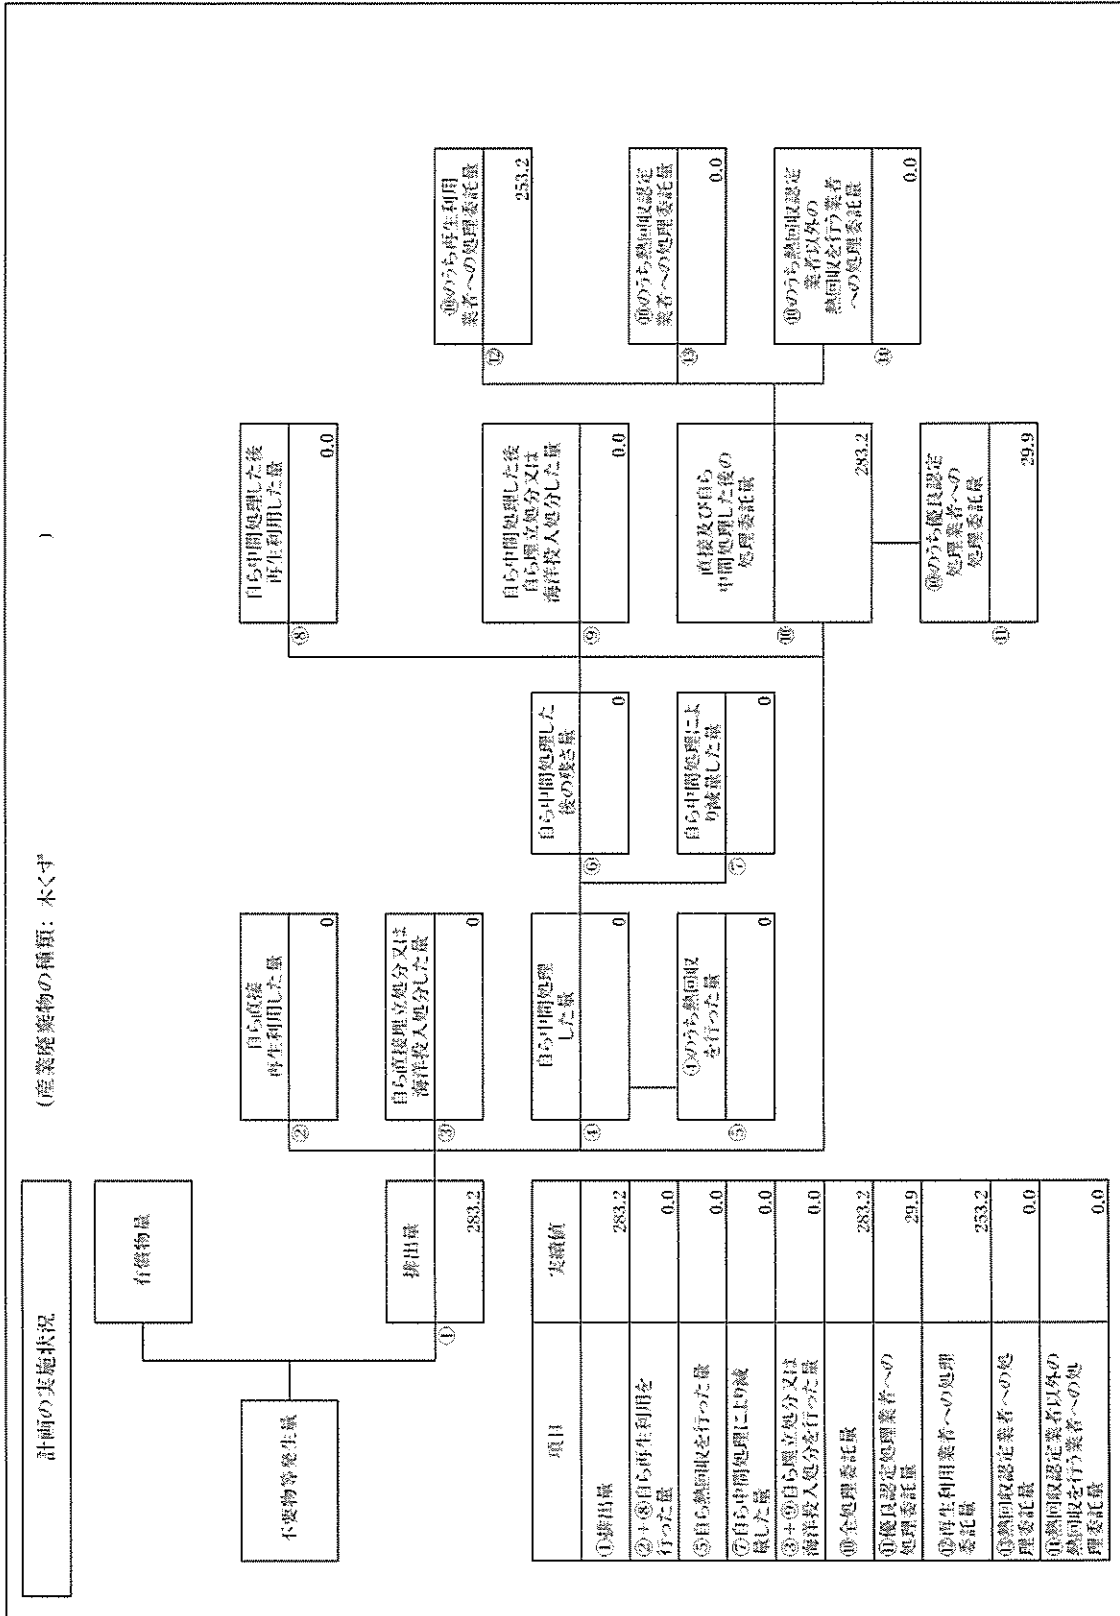 計画の実施状況
(産業廃棄物の種類: 木くず
)
不要物等発生量
有償物量
①
排出量
283.2
②
自ら直接
再生利用した量
0
③
自ら直接埋立処分又は
海洋投入処分した量
0
④
自ら中間処理
した量
0
⑤
④のうち熱回収
を行った量
0
⑥
自ら中間処理した
後の残さ量
0
⑦
自ら中間処理によ
り減量した量
0
⑧
自ら中間処理した後
再生利用した量
0.0
⑨
自ら中間処理した後
自ら埋立処分又は
海洋投入処分した量
0.0
⑩
直接及び自ら
中間処理した後の
処理委託量
283.2
⑪
⑩のうち優良認定
処理業者への
処理委託量
29.9
⑫
⑩のうち再生利用
業者への処理委託量
253.2
⑬
⑩のうち熱回収認定
業者への処理委託量
0.0
⑭
⑩のうち熱回収認定
業者以外の
熱回収を行う業者
への処理委託量
0.0
項目
実績値
①排出量
283.2
②+⑧自ら再生利用を
行った量
0.0
⑤自ら熱回収を行った量
0.0
⑦自ら中間処理により減
量した量
0.0
③+⑨自ら埋立処分又は
海洋投入処分を行った量
0.0
⑩全処理委託量
283.2
⑪優良認定処理業者への
処理委託量
29.9
⑫再生利用業者への処理
委託量
253.2
⑬熱回収認定業者への処
理委託量
0.0
⑭熱回収認定業者以外の
熱回収を行う業者への処
理委託量
0.0